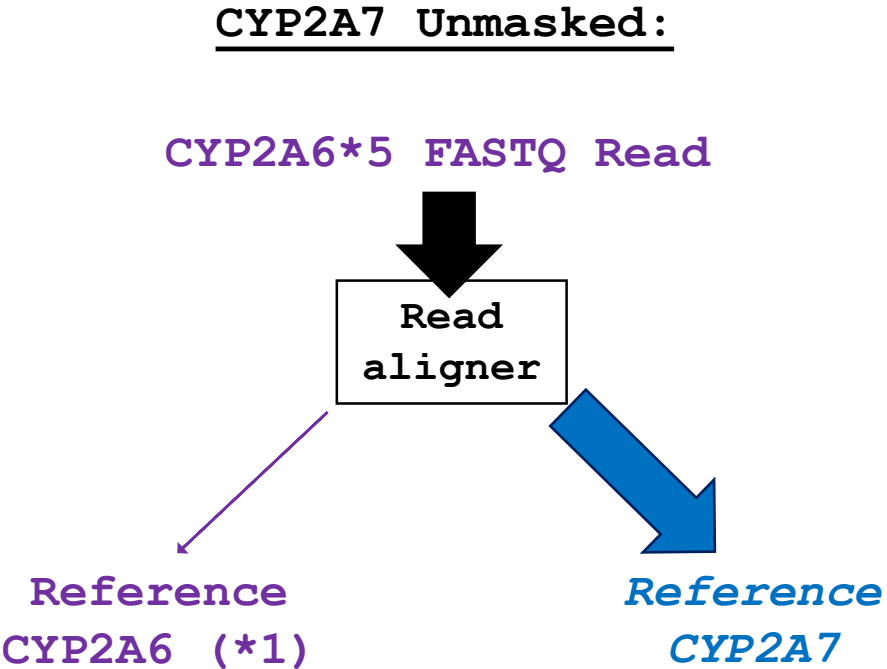 CYP2A7 Unmasked:
CYP2A6*5 FASTQ Read
Read
aligner
Reference
CYP2A6 (*1)
Reference
CYP2A7